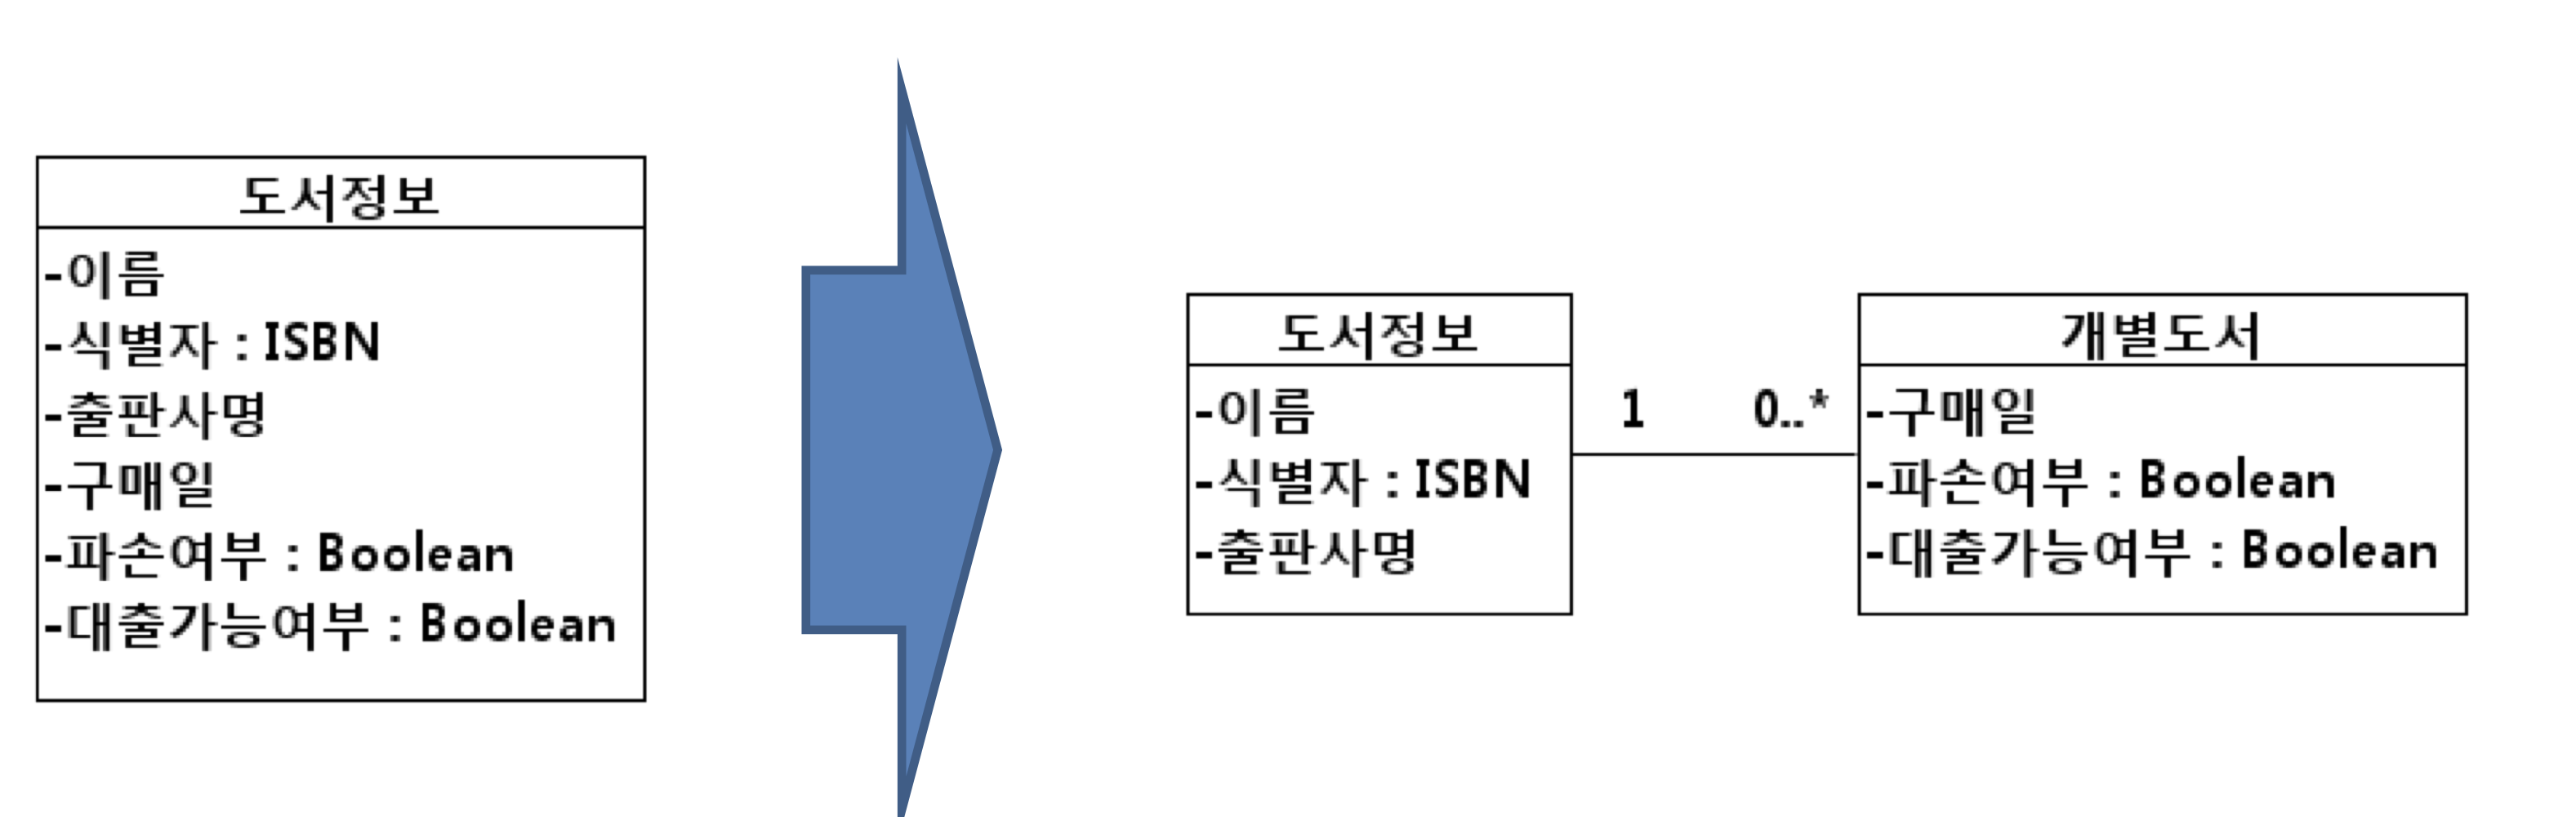 도서정보
-이름
-식별자 : ISBN
-출판사명
-구매일
-파손여부 : Boolean
-대출가능여부 : Boolean
도서정보
-이름
-식별자 : ISBN
-출판사명
1
0..*
개별도서
-구매일
-파손여부 : Boolean
-대출가능여부 : Boolean